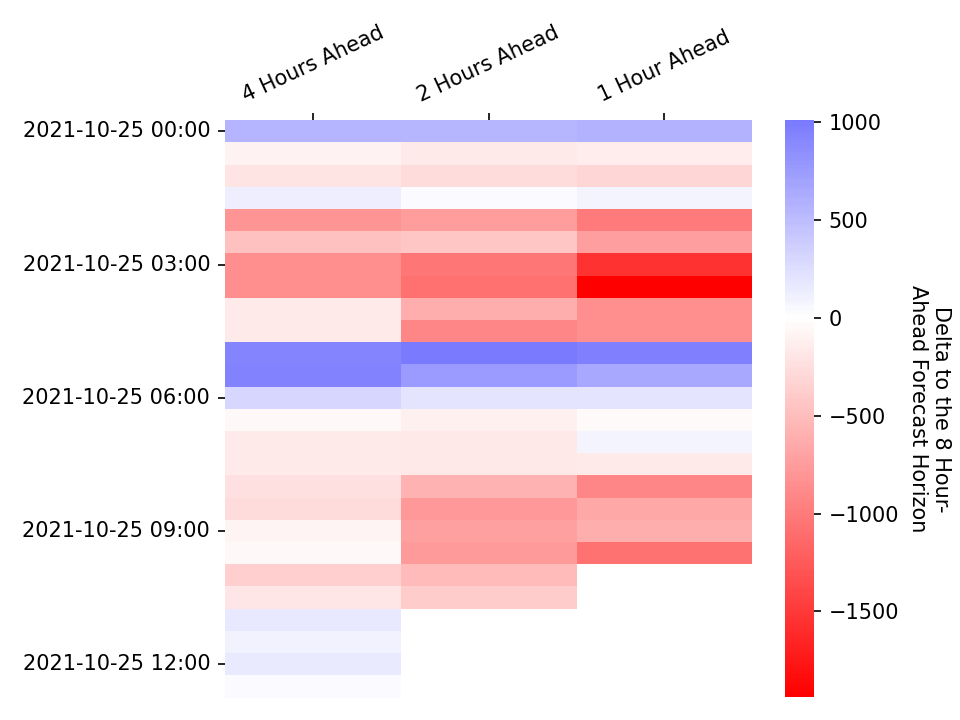 4 Hours Ahead
2 Hours Ahead
1 Hour Ahead
2021-10-25 00:00
2021-10-25 03:00
2021-10-25 06:00
2021-10-25 09:00
2021-10-25 12:00
1000
500
0
−500
−1000
−1500
Delta to the 8 Hour-
Ahead Forecast Horizon